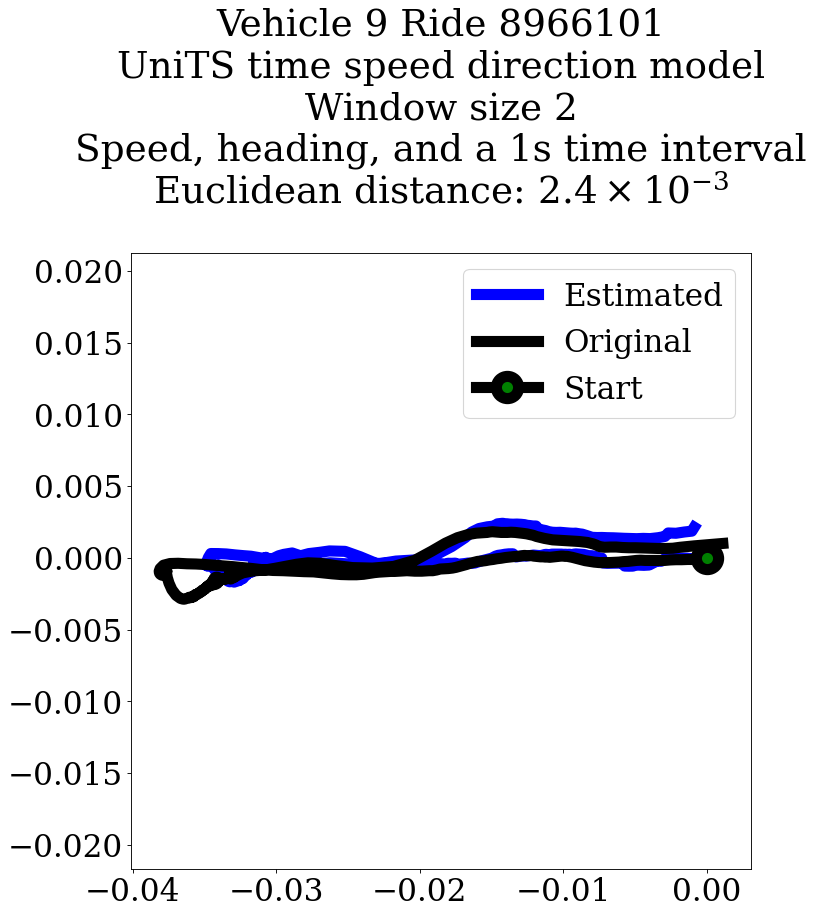 Vehicle 9 Ride 8966101
UniTS time speed direction model
Window size 2
Speed, heading, and a 1s time interval
Euclidean distance: 2.4 × 10⁻³
Estimated
Original
Start
0.020
0.015
0.010
0.005
0.000
−0.005
−0.010
−0.015
−0.020
−0.04
−0.03
−0.02
−0.01
0.00